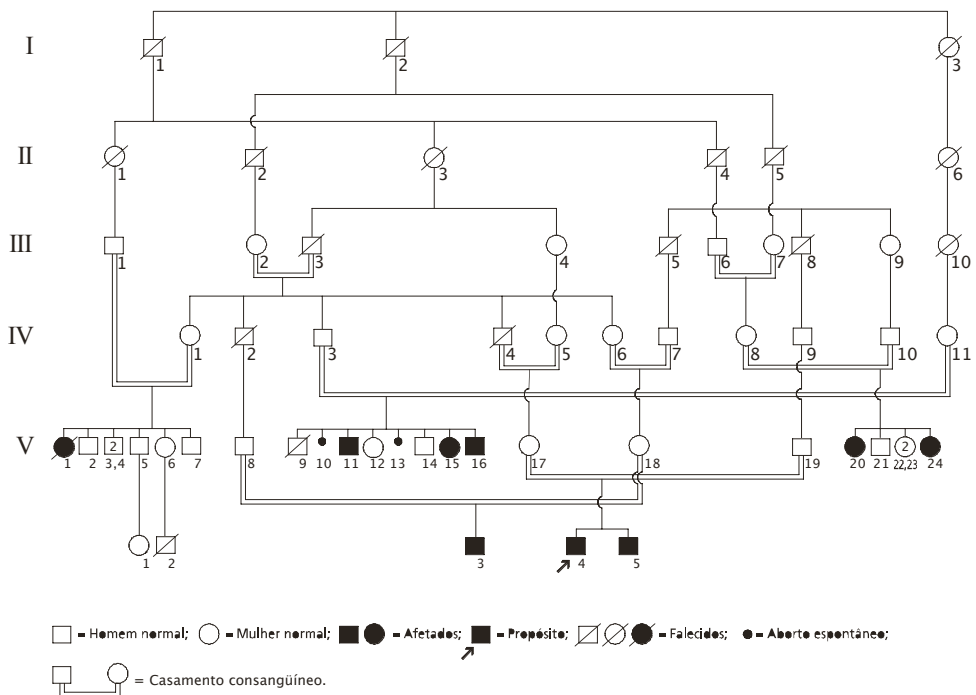 I
1 2 3
II
1 2 3 4 5 6
III
1 2 3 4 5 6 7 8 9 10
IV
1 2 3 4 5 6 7 8 9 10 11
V
2 2
1 2 3,4 5 6 7 8 9 10 11 12 13 14 15 16 17 18 19 20 21 22,23 24
1 2 3 4 5
= Homem normal; = Mulher normal; = Afetados; = Propósito; = Falecidos; = Aborto espontâneo;
= Casamento consangüíneo.